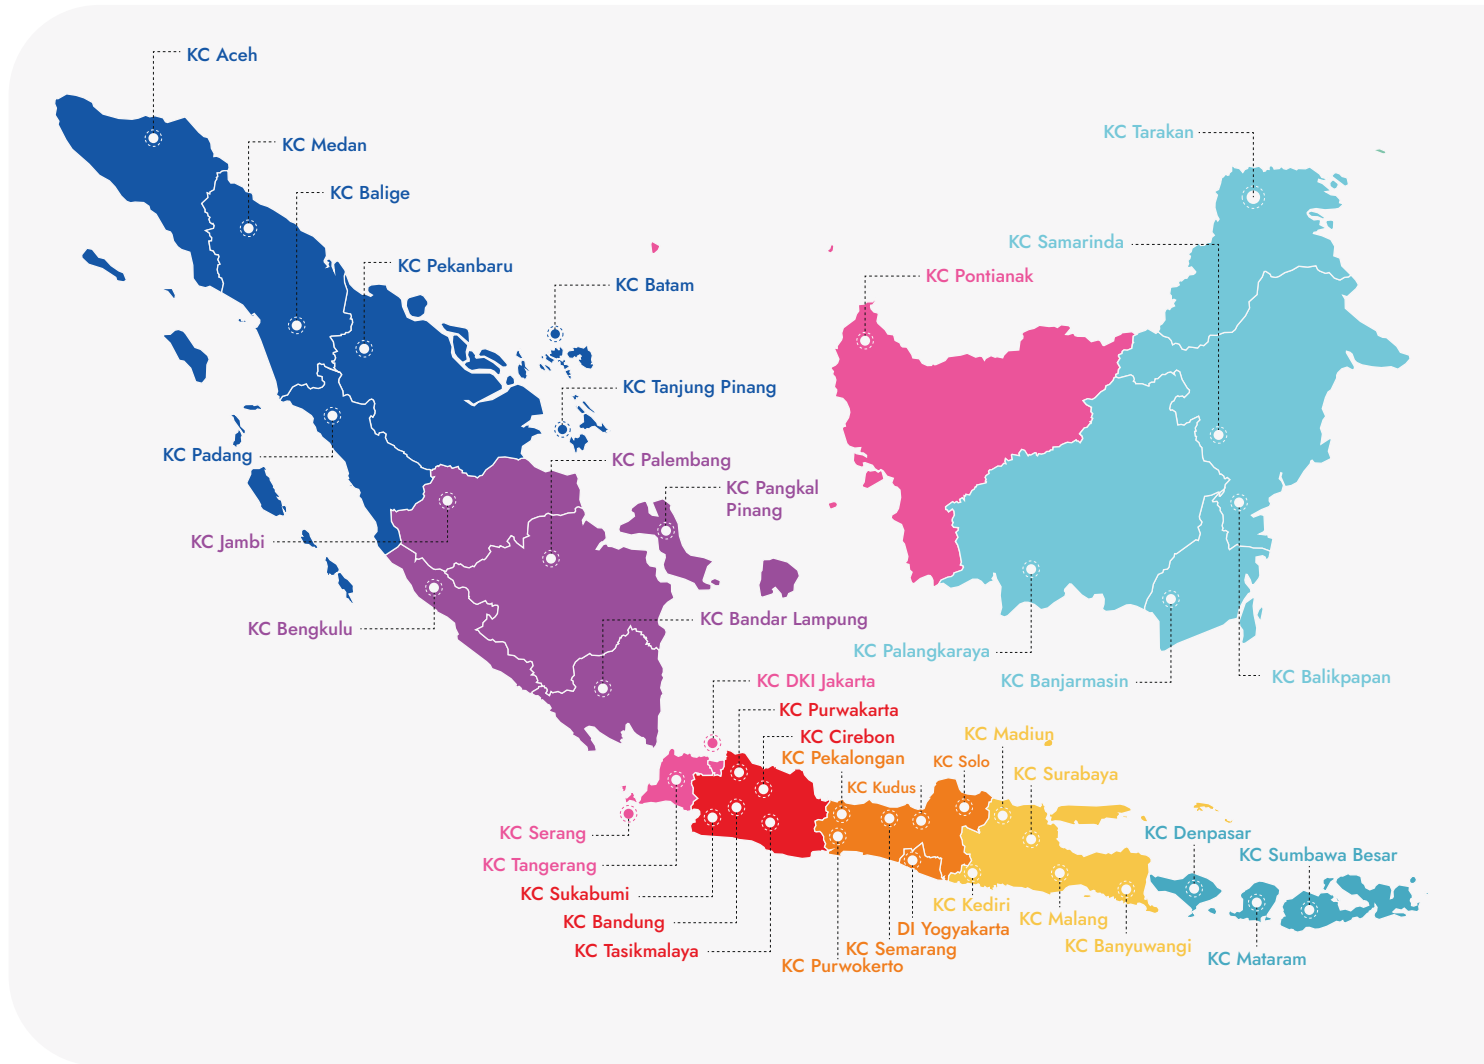 KC Aceh
KC Medan
KC Balige
KC Pekanbaru
KC Batam
KC Tanjung Pinang
KC Padang
KC Palembang
KC Pangkal
Pinang
KC Jambi
KC Bengkulu
KC Bandar Lampung
KC Tarakan
KC Samarinda
KC Pontianak
KC Palangkaraya
KC Banjarmasin
KC Balikpapan
KC DKI Jakarta
KC Purwakarta
KC Cirebon
KC Pekalongan
KC Kudus
KC Solo
KC Madiun
KC Surabaya
KC Serang
KC Tangerang
KC Sukabumi
KC Bandung
KC Tasikmalaya
KC Purwokerto
KC Semarang
DI Yogyakarta
KC Kediri
KC Malang
KC Banyuwangi
KC Denpasar
KC Sumbawa Besar
KC Mataram